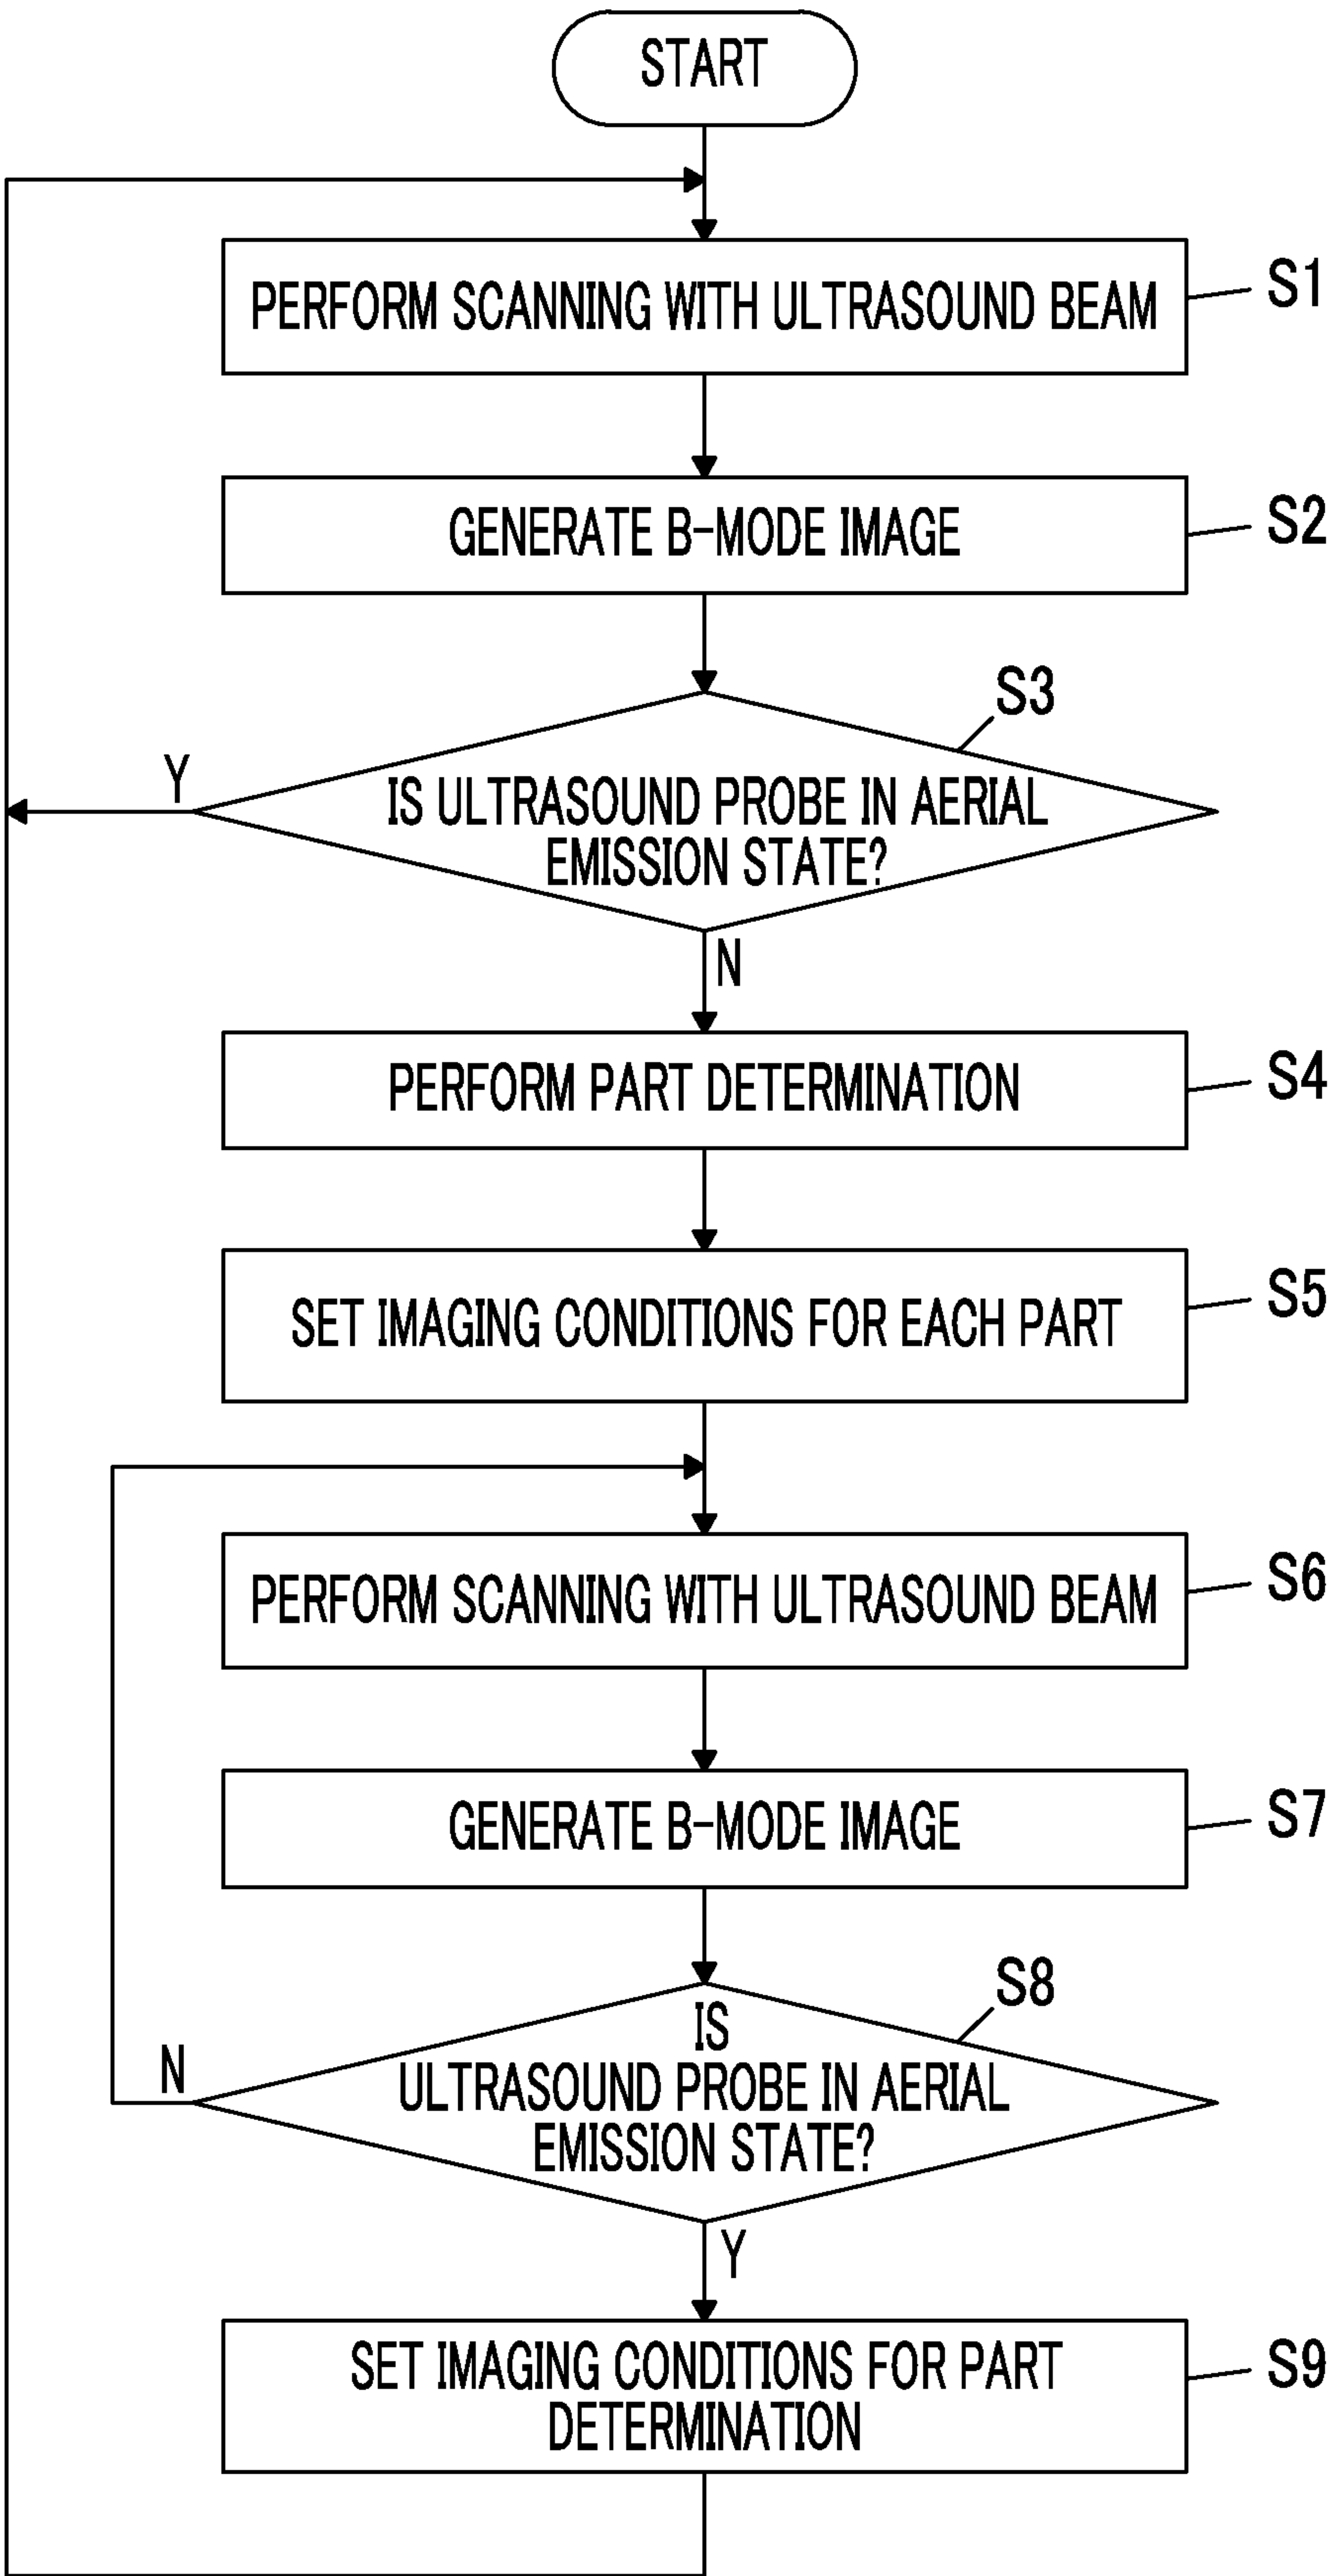 START
PERFORM SCANNING WITH ULTRASOUND BEAM
S1
GENERATE B-MODE IMAGE
S2
S3
Y
IS ULTRASOUND PROBE IN AERIAL
EMISSION STATE?
N
PERFORM PART DETERMINATION
S4
SET IMAGING CONDITIONS FOR EACH PART
S5
PERFORM SCANNING WITH ULTRASOUND BEAM
S6
GENERATE B-MODE IMAGE
S7
S8
IS
N
ULTRASOUND PROBE IN AERIAL
EMISSION STATE?
Y
SET IMAGING CONDITIONS FOR PART
DETERMINATION
S9